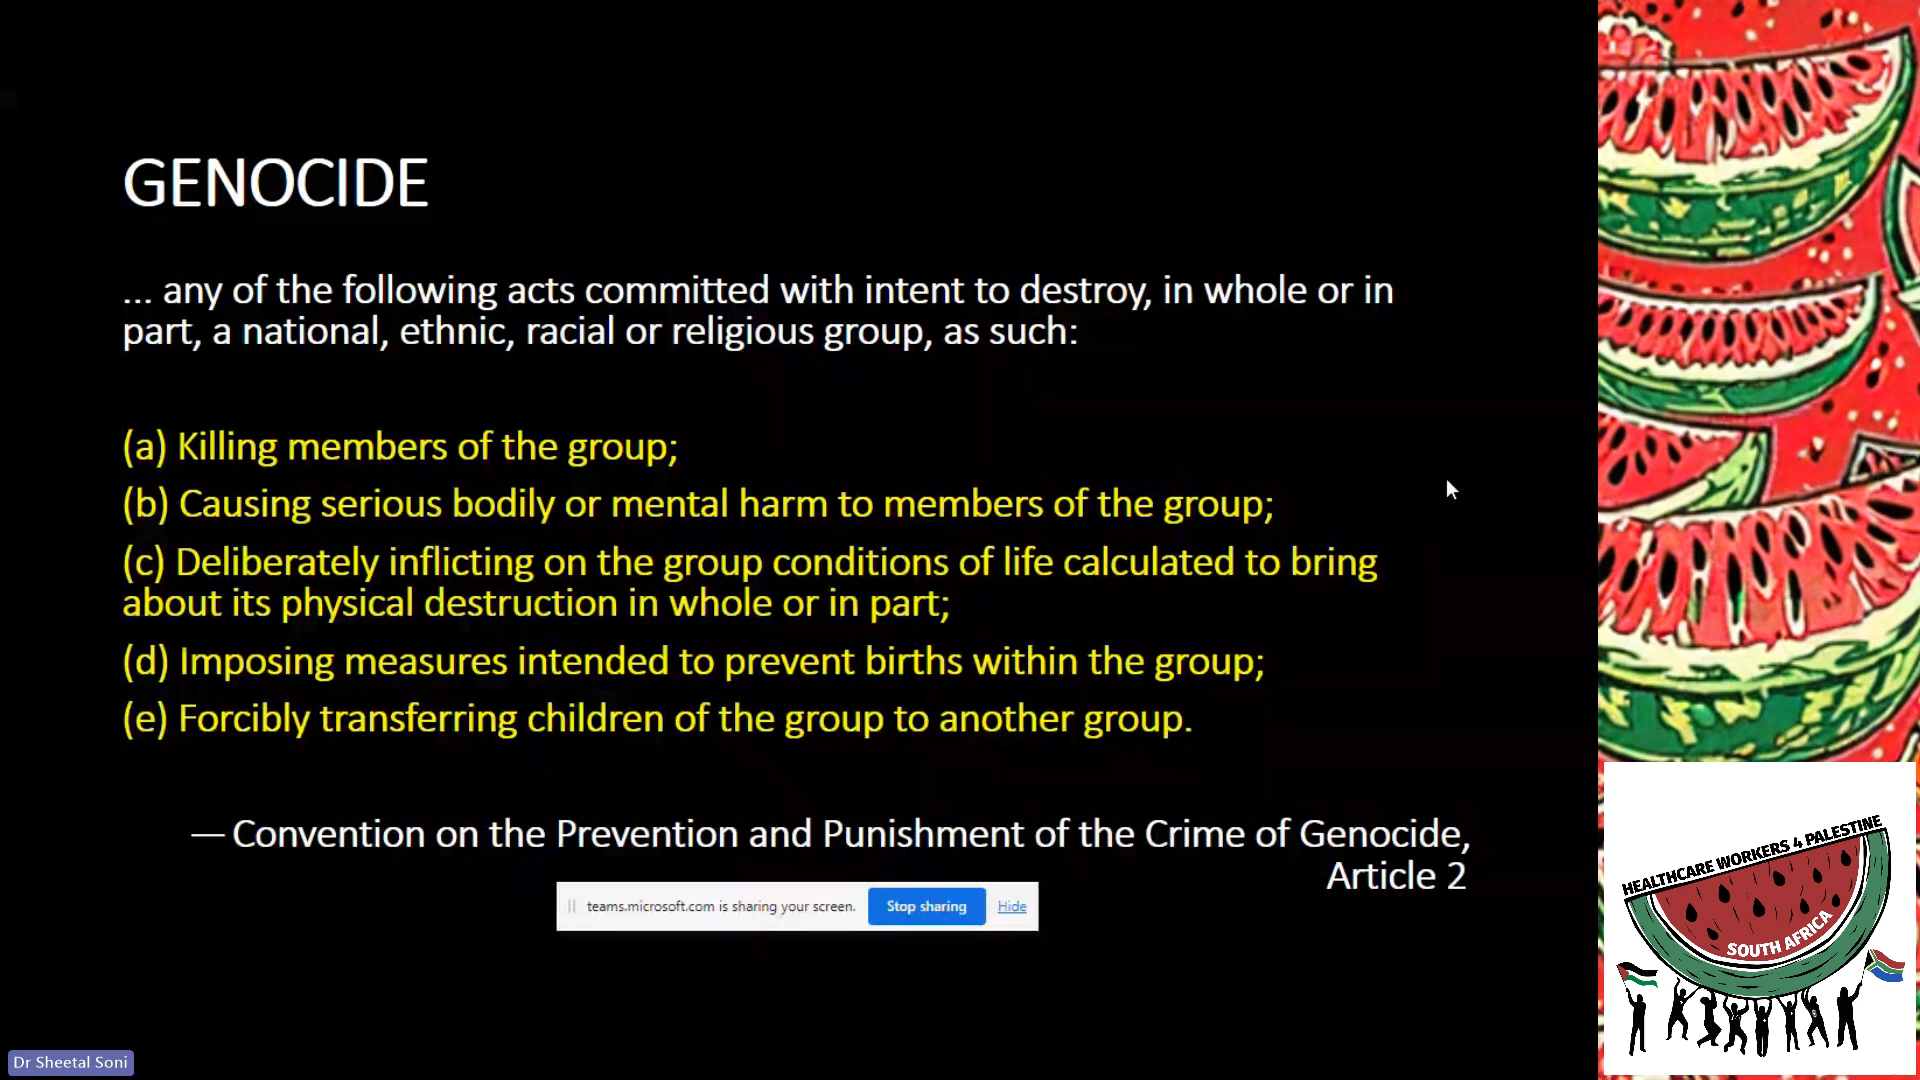 GENOCIDE
... any of the following acts committed with intent to destroy, in whole or in
part, a national, ethnic, racial or religious group, as such:
(a) Killing members of the group;
(b) Causing serious bodily or mental harm to members of the group;
(c) Deliberately inflicting on the group conditions of life calculated to bring
about its physical destruction in whole or in part;
(d) Imposing measures intended to prevent births within the group;
(e) Forcibly transferring children of the group to another group.
— Convention on the Prevention and Punishment of the Crime of Genocide,
Article 2
teams.microsoft.com is sharing your screen. Stop sharing Hide
HEALTHCARE WORKERS 4 PALESTINE
SOUTH AFRICA
Dr Sheetal Soni